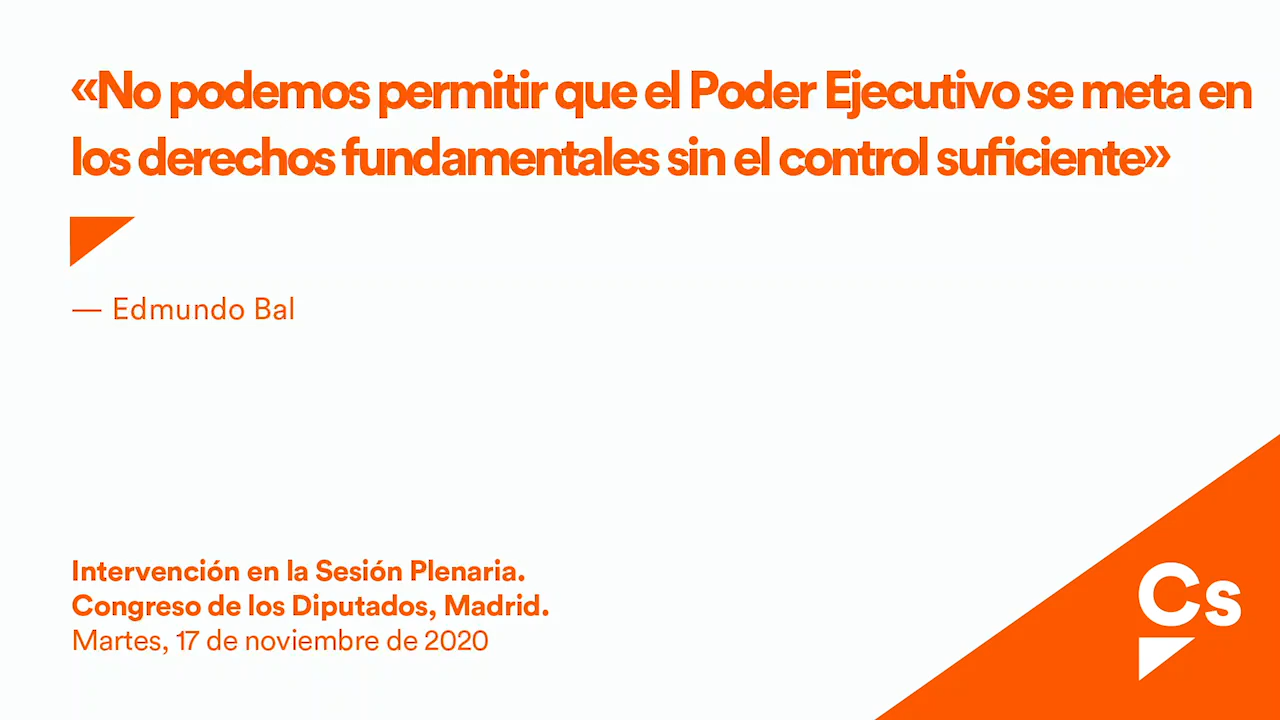 «No podemos permitir que el Poder Ejecutivo se meta en
los derechos fundamentales sin el control suficiente»
— Edmundo Bal
Intervención en la Sesión Plenaria.
Congreso de los Diputados, Madrid.
Martes, 17 de noviembre de 2020
Cs